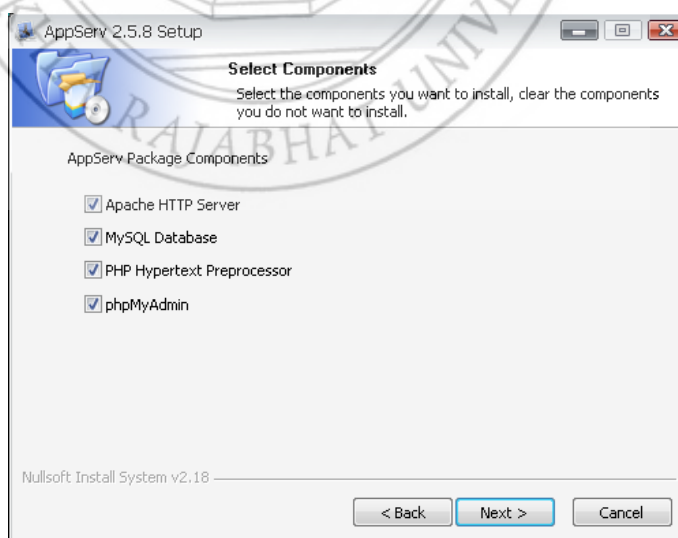 AppServ 2.5.8 Setup
Select Components
Select the components you want to install, clear the components
you do not want to install.
RAJABHAT UNIV
AppServ Package Components
Apache HTTP Server
MySQL Database
PHP Hypertext Preprocessor
phpMyAdmin
Nullsoft Install System v2.18
< Back
Next >
Cancel